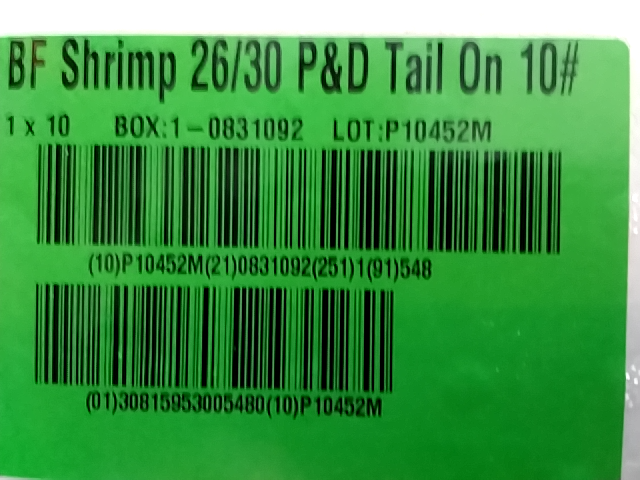 BF Shrimp 26/30 P&D Tail On 10#
1 x 10 BOX:1-0831092 LOT:P10452M
(10)P10452M(21)0831092(251)1(91)548
(01)30815953005480(10)P10452M